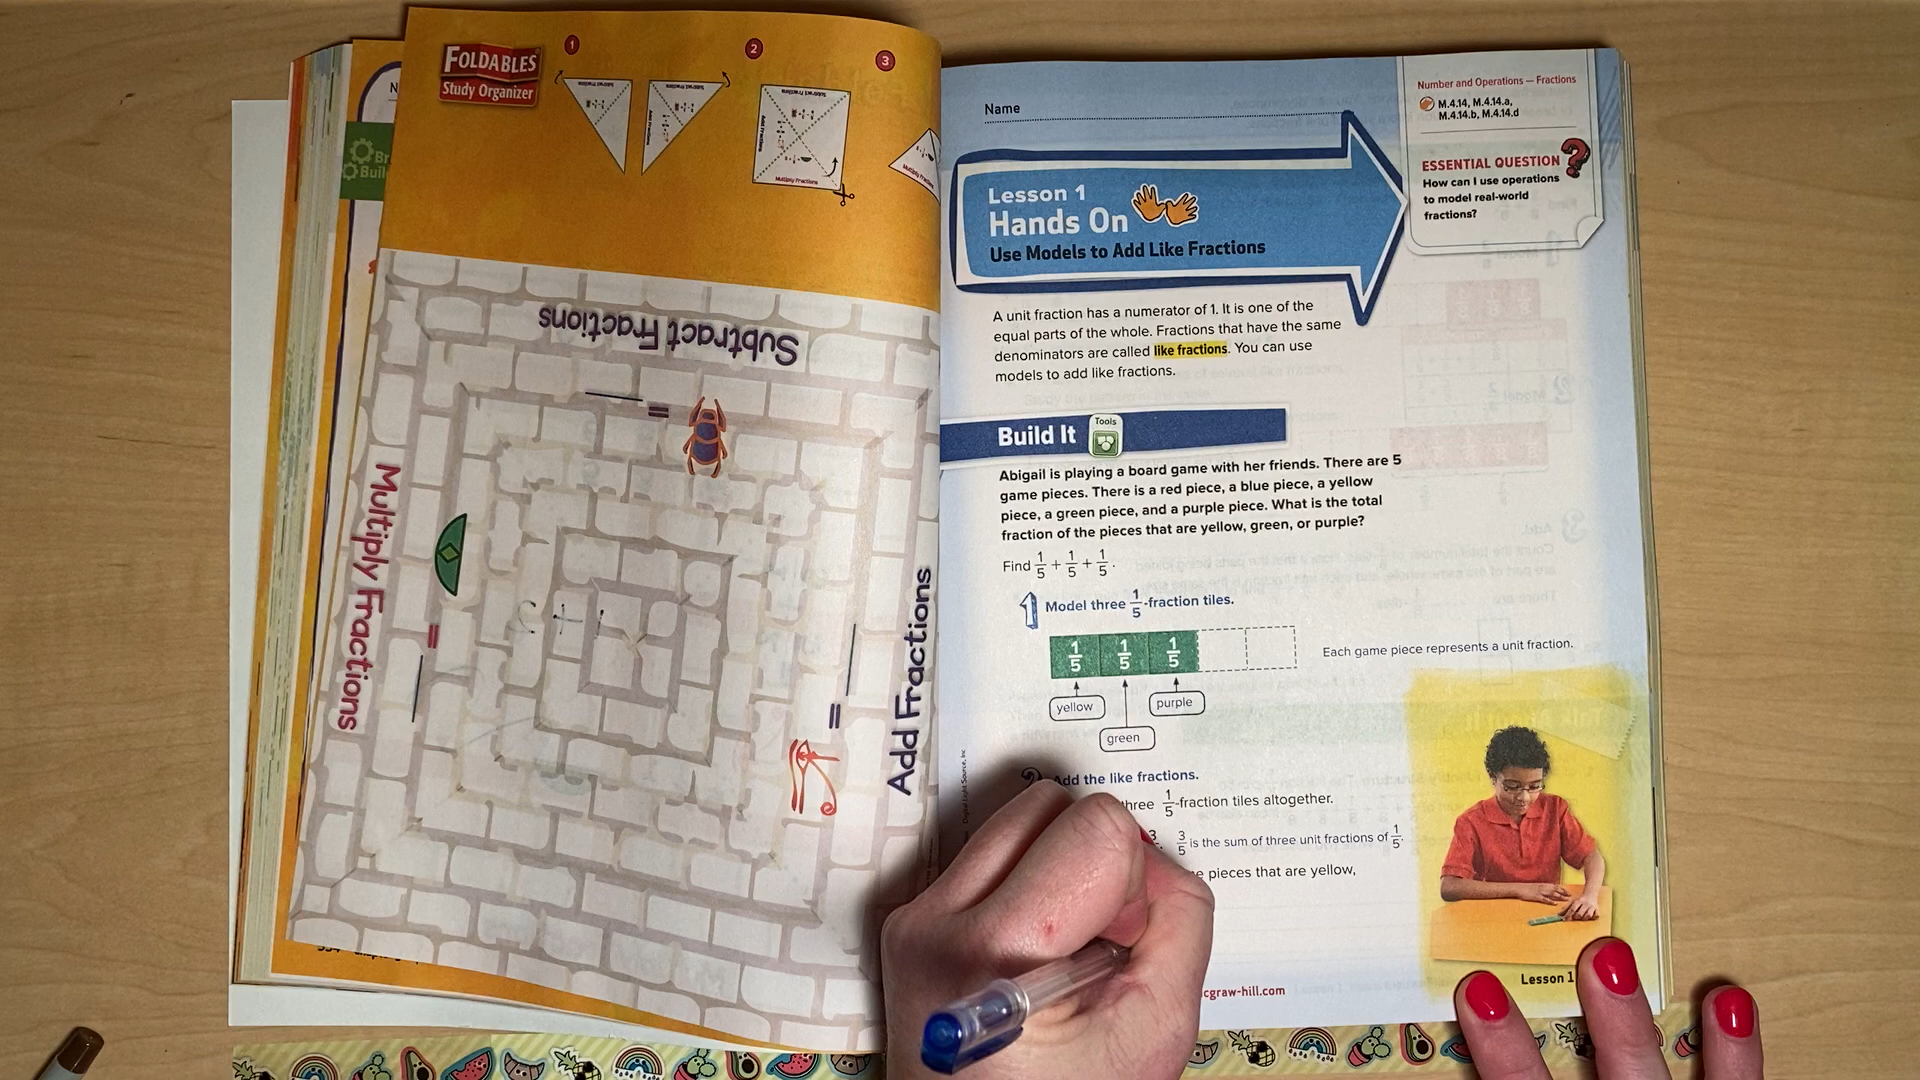 FOLDABLES
Study Organizer
1
2
3
Subtract Fractions
=
Multiply Fractions
=
Add Fractions
=
Name
Number and Operations — Fractions
M.4.14, M.4.14.a,
M.4.14.b, M.4.14.d
ESSENTIAL QUESTION
How can I use operations
to model real-world
fractions?
Lesson 1
Hands On
Use Models to Add Like Fractions
A unit fraction has a numerator of 1. It is one of the
equal parts of the whole. Fractions that have the same
denominators are called like fractions. You can use
models to add like fractions.
Build It
Tools
Abigail is playing a board game with her friends. There are 5
game pieces. There is a red piece, a blue piece, a yellow
piece, a green piece, and a purple piece. What is the total
fraction of the pieces that are yellow, green, or purple?
Find 1/5 + 1/5 + 1/5.
1 Model three 1/5-fraction tiles.
1/5 1/5 1/5
Each game piece represents a unit fraction.
yellow
purple
green
2 Add the like fractions.
three 1/5-fraction tiles altogether.
3/5 is the sum of three unit fractions of 1/5.
pieces that are yellow,
cgraw-hill.com
Lesson 1